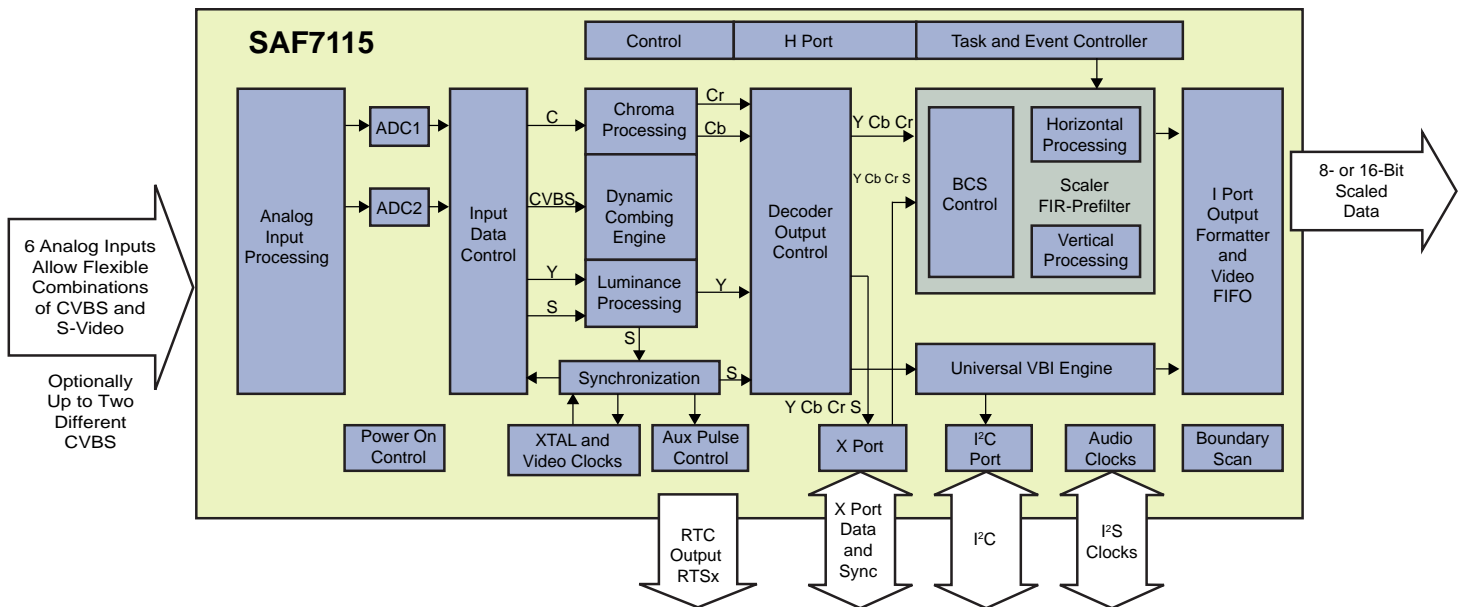 SAF7115
Control
H Port
Task and Event Controller
6 Analog Inputs
Allow Flexible
Combinations
of CVBS and
S-Video
Optionally
Up to Two
Different
CVBS
Analog
Input
Processing
ADC1
ADC2
Input
Data
Control
C
CVBS
Y
S
Chroma
Processing
Dynamic
Combing
Engine
Luminance
Processing
Cr
Cb
Y
S
Synchronization
S
Decoder
Output
Control
Y Cb Cr
Y Cb Cr S
Y Cb Cr S
BCS
Control
Horizontal
Processing
Scaler
FIR-Prefilter
Vertical
Processing
Universal VBI Engine
I Port
Output
Formatter
and
Video
FIFO
8- or 16-Bit
Scaled
Data
Power On
Control
XTAL and
Video Clocks
Aux Pulse
Control
X Port
I²C
Port
Audio
Clocks
Boundary
Scan
RTC
Output
RTSx
X Port
Data
and
Sync
I²C
I²S
Clocks